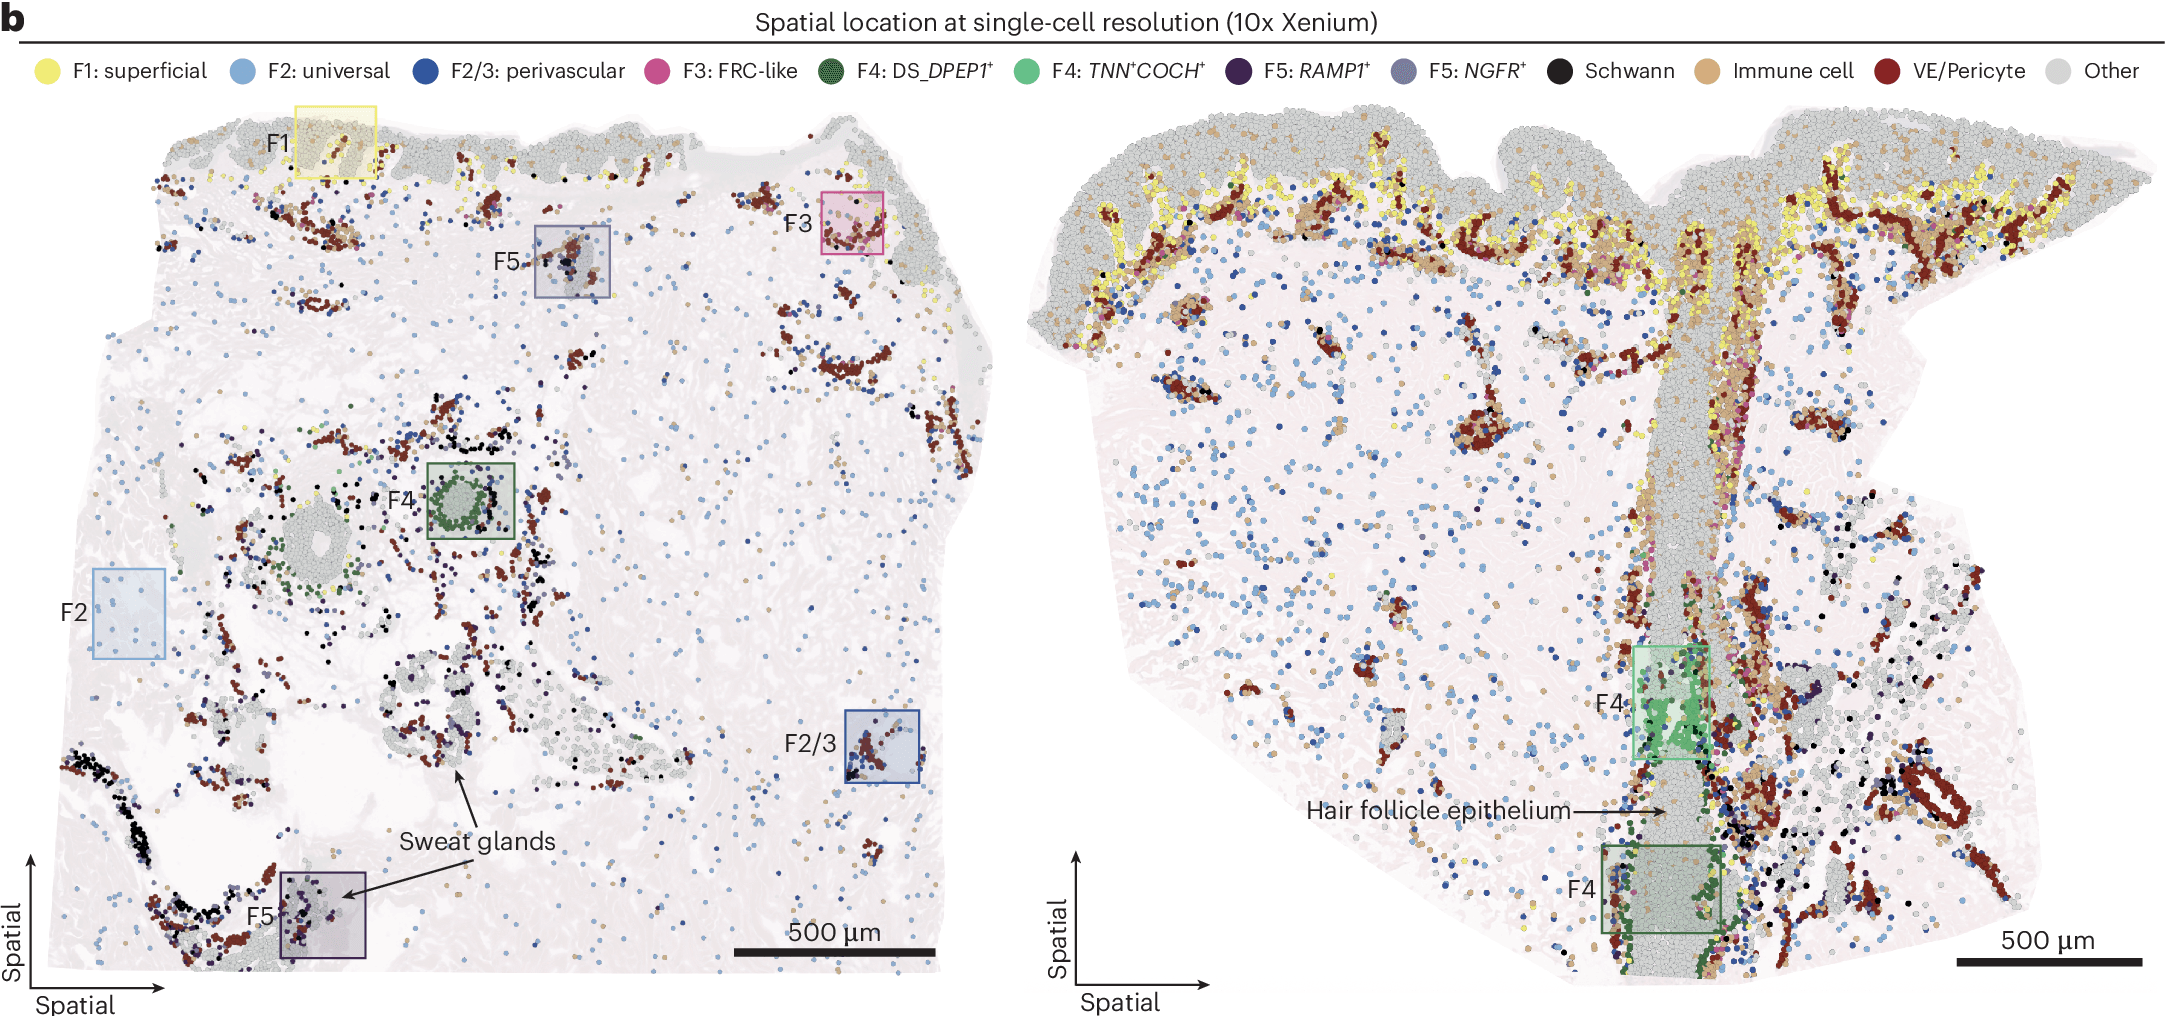 b
Spatial location at single-cell resolution (10x Xenium)
F1: superficial F2: universal F2/3: perivascular F3: FRC-like F4: DS_DPEP1+ F4: TNN+COCH+ F5: RAMP1+ F5: NGFR+ Schwann Immune cell VE/Pericyte Other
F1
F3
F5
F4
F2
F2/3
Sweat glands
F5
500 µm
Spatial
Spatial
F4
Hair follicle epithelium
F4
500 µm
Spatial
Spatial